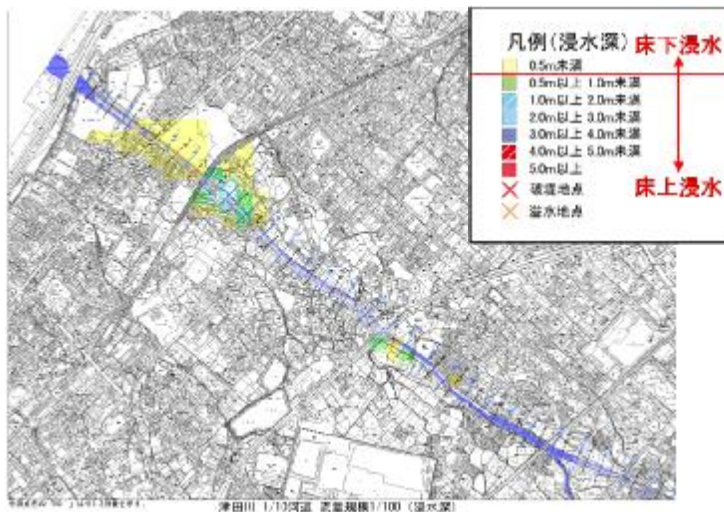 凡例(浸水深)
床下浸水
0.5m未満
0.5m以上 1.0m未満
1.0m以上 2.0m未満
2.0m以上 3.0m未満
3.0m以上 4.0m未満
4.0m以上 5.0m未満
5.0m以上
破堤地点
溢水地点
床上浸水
津田川 1/10河道 流量規模1/100 (浸水深)